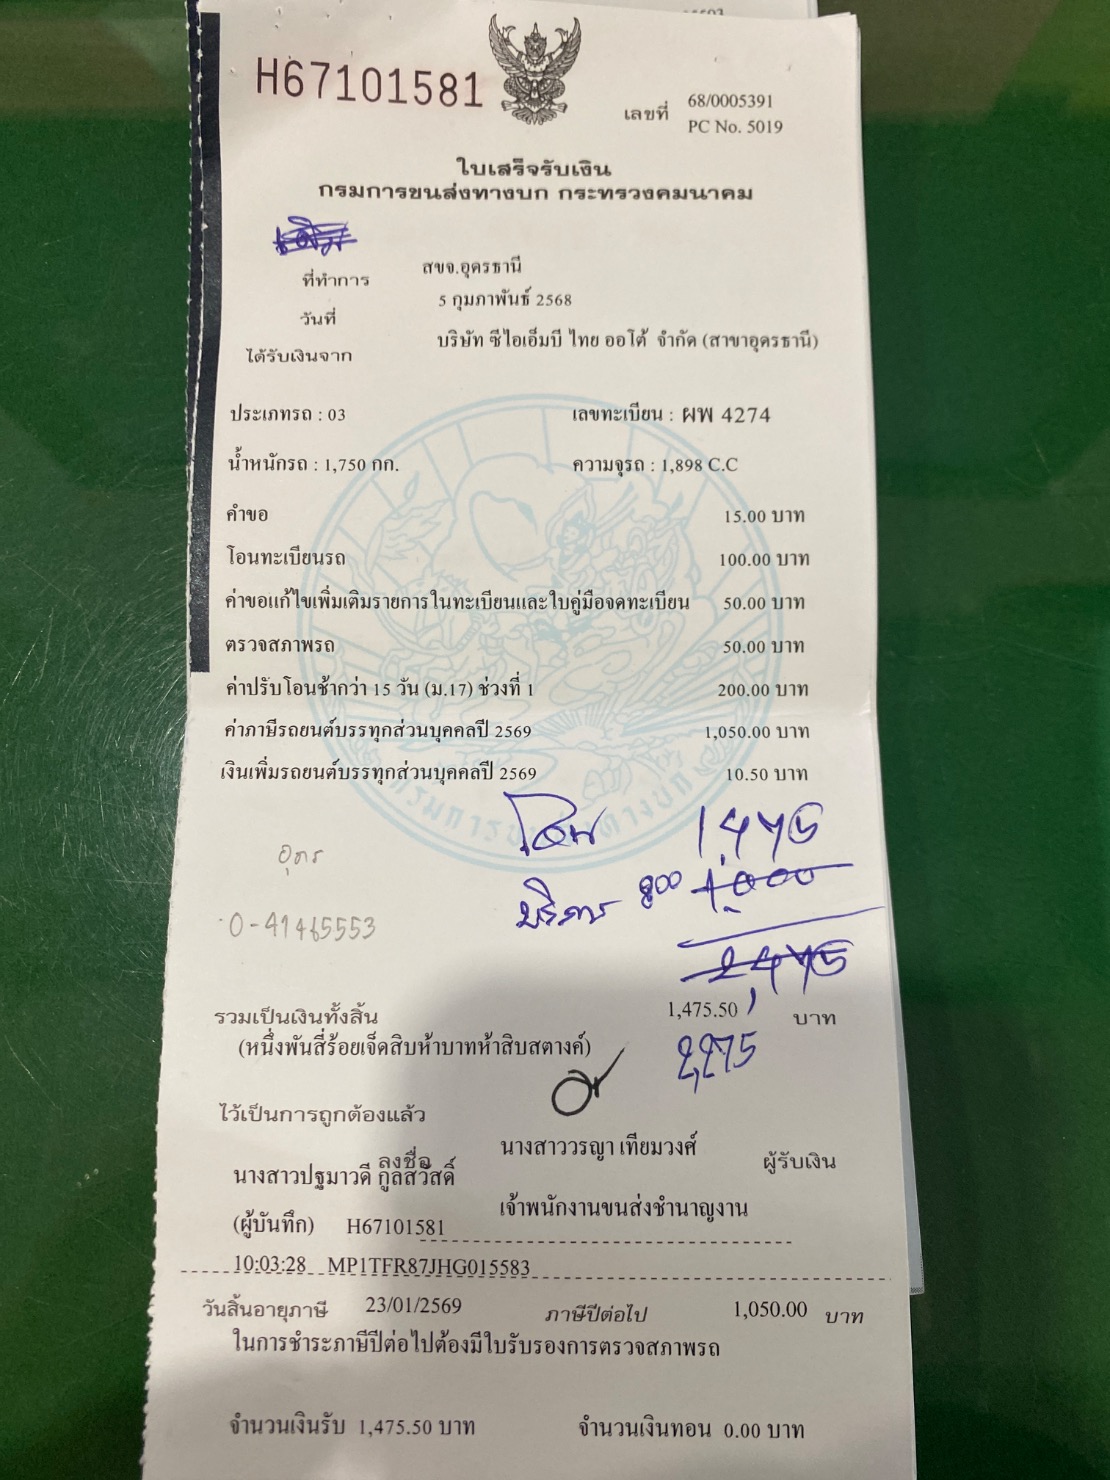 H67101581
เลขที่ 68/0005391
PC No. 5019
ใบเสร็จรับเงิน
กรมการขนส่งทางบก กระทรวงคมนาคม
ที่ทำการ สขจ.อุดรธานี
วันที่ 5 กุมภาพันธ์ 2568
ได้รับเงินจาก บริษัท ซีไอเอ็มบี ไทย ออโต้ จำกัด (สาขาอุดรธานี)
ประเภทรถ : 03 เลขทะเบียน : ผพ 4274
น้ำหนักรถ : 1,750 กก. ความจุรถ : 1,898 C.C
คำขอ 15.00 บาท
โอนทะเบียนรถ 100.00 บาท
ค่าขอแก้ไขเพิ่มเติมรายการในทะเบียนและใบคู่มือจดทะเบียน 50.00 บาท
ตรวจสภาพรถ 50.00 บาท
ค่าปรับโอนช้ากว่า 15 วัน (ม.17) ช่วงที่ 1 200.00 บาท
ค่าภาษีรถยนต์บรรทุกส่วนบุคคลปี 2569 1,050.00 บาท
เงินเพิ่มรถยนต์บรรทุกส่วนบุคคลปี 2569 10.50 บาท
โอน 1,475
อุดร
บริการ 800 1,000
0-41465553
2,475
รวมเป็นเงินทั้งสิ้น 1,475.50 บาท
(หนึ่งพันสี่ร้อยเจ็ดสิบห้าบาทห้าสิบสตางค์) 2,275
ไว้เป็นการถูกต้องแล้ว
ลงชื่อ นางสาววรญา เทียมวงศ์ ผู้รับเงิน
นางสาวปฐมาวดี กูลสวัสดิ์
เจ้าพนักงานขนส่งชำนาญงาน
(ผู้บันทึก) H67101581
10:03:28 MP1TFR87JHG015583
วันสิ้นอายุภาษี 23/01/2569 ภาษีปีต่อไป 1,050.00 บาท
ในการชำระภาษีปีต่อไปต้องมีใบรับรองการตรวจสภาพรถ
จำนวนเงินรับ 1,475.50 บาท จำนวนเงินทอน 0.00 บาท